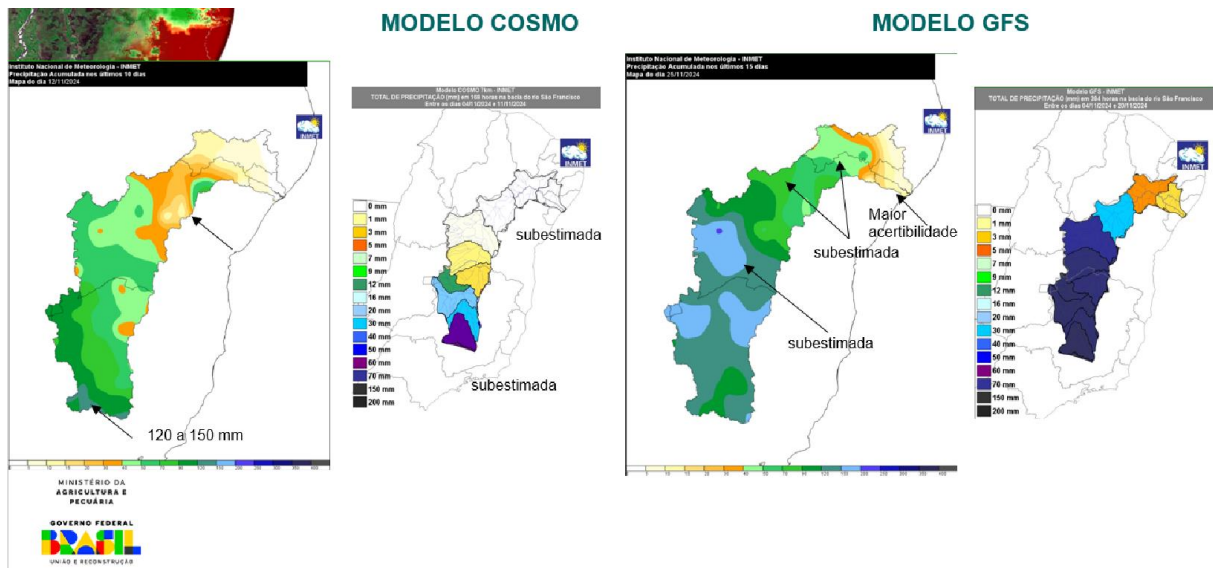 MODELO COSMO
MODELO GFS
Instituto Nacional de Meteorologia - INMET
Precipitação Acumulada nos últimos 10 dias
Mapa do dia 12/11/2024
INMET
120 a 150 mm
Modelo COSMO 7km - INMET
TOTAL DE PRECIPITAÇÃO (mm) em 168 horas na bacia do rio São Francisco
Entre os dias 04/11/2024 e 11/11/2024
INMET
subestimada
subestimada
0 mm
1 mm
3 mm
5 mm
7 mm
9 mm
12 mm
16 mm
20 mm
30 mm
40 mm
50 mm
60 mm
70 mm
150 mm
200 mm
Instituto Nacional de Meteorologia - INMET
Precipitação Acumulada nos últimos 15 dias
INMET
Maior
acertibilidade
subestimada
subestimada
Modelo GFS - INMET
TOTAL DE PRECIPITAÇÃO (mm) em 384 horas na bacia do rio São Francisco
Entre os dias 04/11/2024 e 20/11/2024
INMET
0 mm
1 mm
3 mm
5 mm
7 mm
9 mm
12 mm
16 mm
20 mm
30 mm
40 mm
50 mm
60 mm
70 mm
150 mm
200 mm
MINISTÉRIO DA
AGRICULTURA E
PECUÁRIA
GOVERNO FEDERAL
BRASIL
UNIÃO E RECONSTRUÇÃO